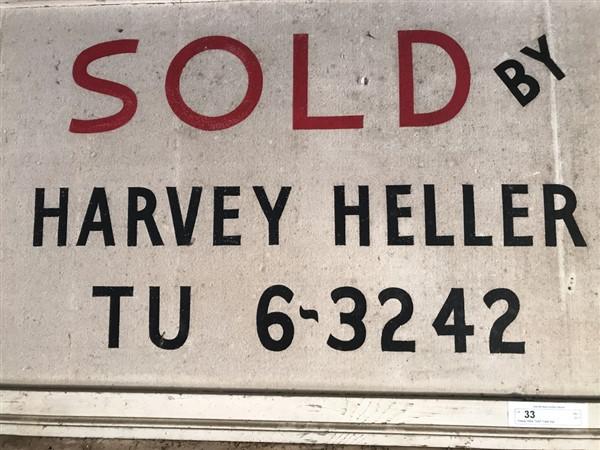 SOLD BY
HARVEY HELLER
TU 6-3242
33